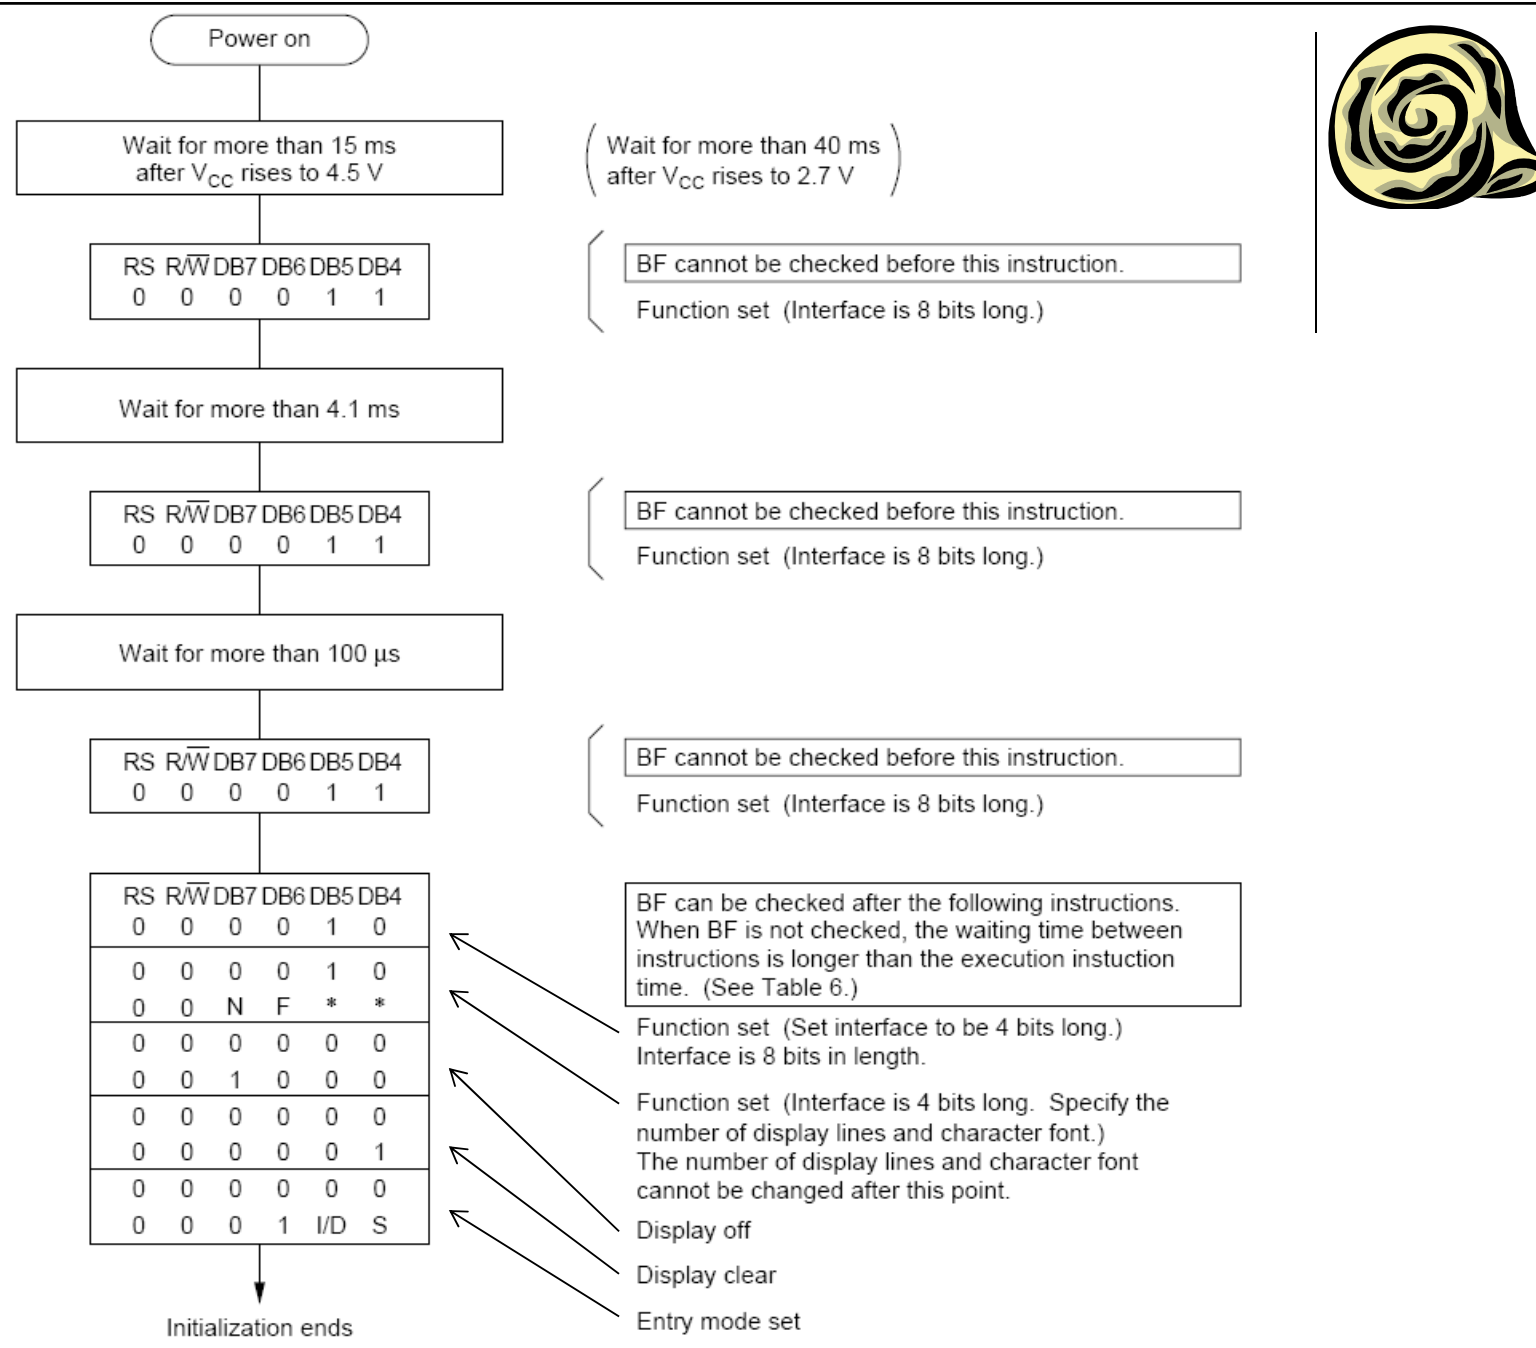 Power on
Wait for more than 15 ms
after VCC rises to 4.5 V
Wait for more than 40 ms
after VCC rises to 2.7 V
RS R/W DB7 DB6 DB5 DB4
0 0 0 0 1 1
BF cannot be checked before this instruction.
Function set (Interface is 8 bits long.)
Wait for more than 4.1 ms
RS R/W DB7 DB6 DB5 DB4
0 0 0 0 1 1
BF cannot be checked before this instruction.
Function set (Interface is 8 bits long.)
Wait for more than 100 µs
RS R/W DB7 DB6 DB5 DB4
0 0 0 0 1 1
BF cannot be checked before this instruction.
Function set (Interface is 8 bits long.)
RS R/W DB7 DB6 DB5 DB4
0 0 0 0 1 0
0 0 0 0 1 0
0 0 N F * *
0 0 0 0 0 0
0 0 1 0 0 0
0 0 0 0 0 0
0 0 0 0 0 1
0 0 0 0 0 0
0 0 0 1 I/D S
BF can be checked after the following instructions.
When BF is not checked, the waiting time between
instructions is longer than the execution instuction
time. (See Table 6.)
Function set (Set interface to be 4 bits long.)
Interface is 8 bits in length.
Function set (Interface is 4 bits long. Specify the
number of display lines and character font.)
The number of display lines and character font
cannot be changed after this point.
Display off
Display clear
Entry mode set
Initialization ends